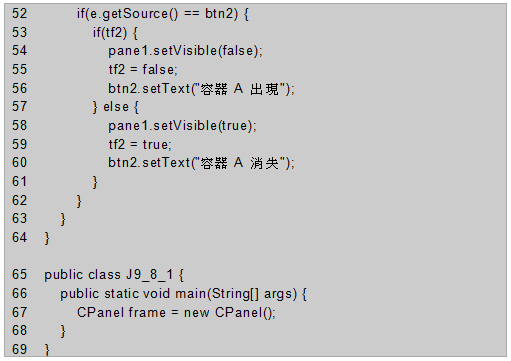 52 if(e.getSource() == btn2) {
53 if(tf2) {
54 pane1.setVisible(false);
55 tf2 = false;
56 btn2.setText("容器 A 出現");
57 } else {
58 pane1.setVisible(true);
59 tf2 = true;
60 btn2.setText("容器 A 消失");
61 }
62 }
63 }
64 }
65 public class J9_8_1 {
66 public static void main(String[] args) {
67 CPanel frame = new CPanel();
68 }
69 }